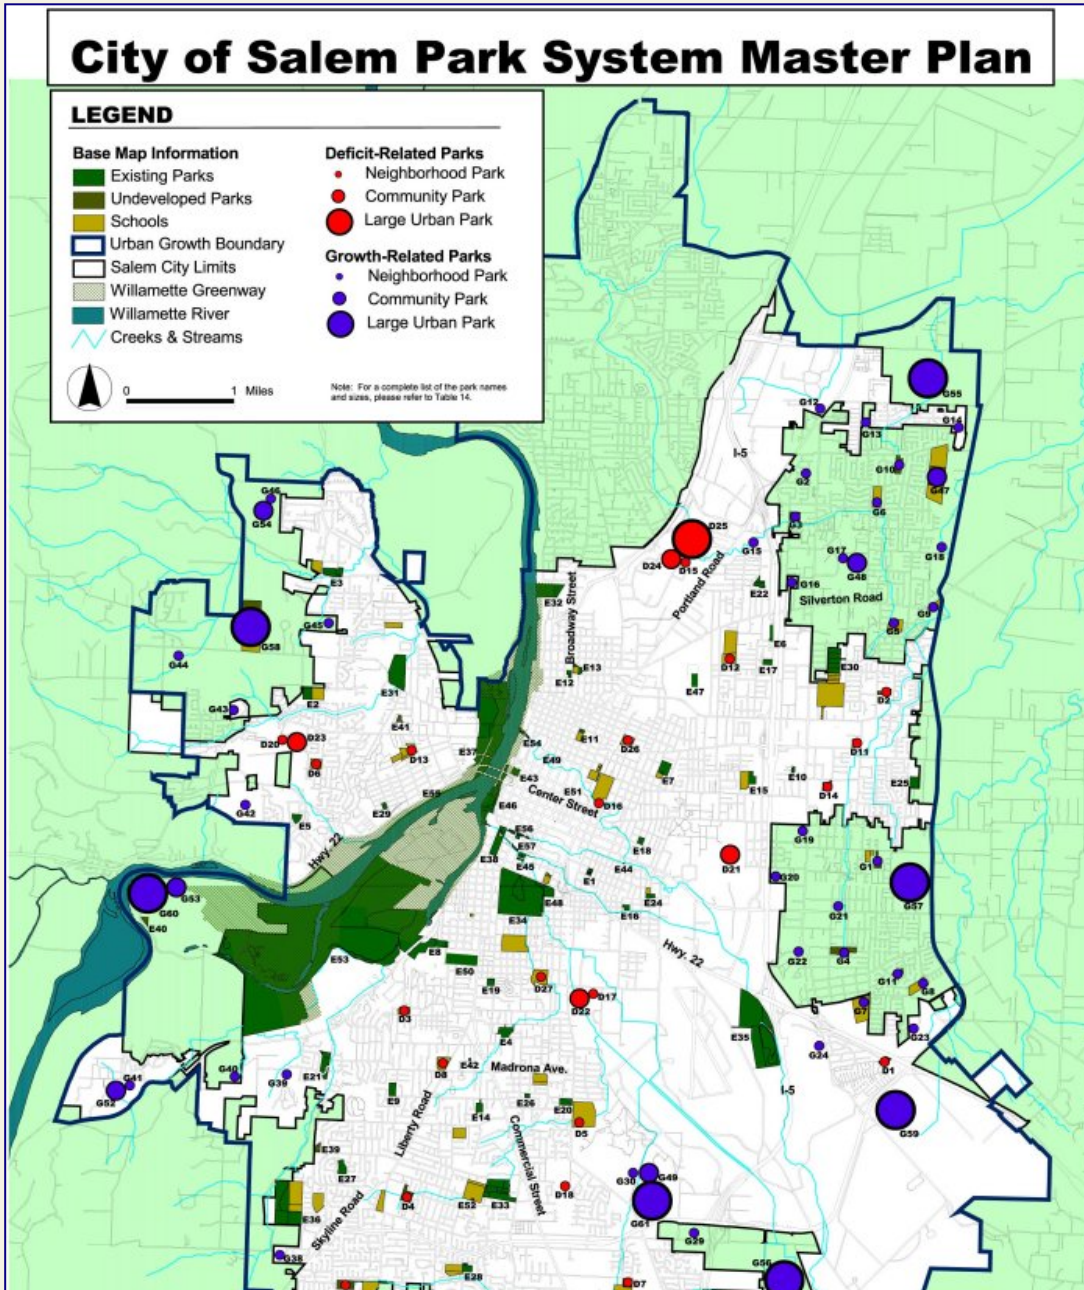 City of Salem Park System Master Plan
LEGEND
Base Map Information
Existing Parks
Undeveloped Parks
Schools
Urban Growth Boundary
Salem City Limits
Willamette Greenway
Willamette River
Creeks & Streams
Deficit-Related Parks
Neighborhood Park
Community Park
Large Urban Park
Growth-Related Parks
Neighborhood Park
Community Park
Large Urban Park
0 1 Miles
Note: For a complete list of the park names
and sizes, please refer to Table 14.
G55
G12
G13
G14
I-5
G10
G2
G47
G46
G54
G6
G3
D25
G15
G18
D24
D15
G17
G48
E3
Portland Road
G16
E22
Silverton Road
E32
Broadway Street
G9
G45
G5
G58
E6
G44
D12
E17
E30
E13
E12
E31
E47
E2
D2
G43
E41
E11
D26
D11
D20
D23
E54
E37
D13
E49
D6
E43
E7
E10
E25
E51
E15
D14
E55
Center Street
D16
G42
E29
E46
E5
E56
G19
Hwy. 22
E57
E18
E38
E45
D21
G1
E44
E1
G20
G57
G60
G53
E48
E24
E40
E34
E16
G21
E8
Hwy. 22
E53
E50
G22
G4
D27
G11
E19
G8
D17
D22
G7
D3
G23
E4
E35
G24
D8
E42
Madrona Ave.
D1
G41
G40
G39
E21
G52
E9
I-5
E26
E20
Liberty Road
E14
G59
Commercial Street
D5
E39
E27
G30
G49
D18
D4
E52
E33
G61
E36
Skyline Road
G29
G38
G56
E28
D7